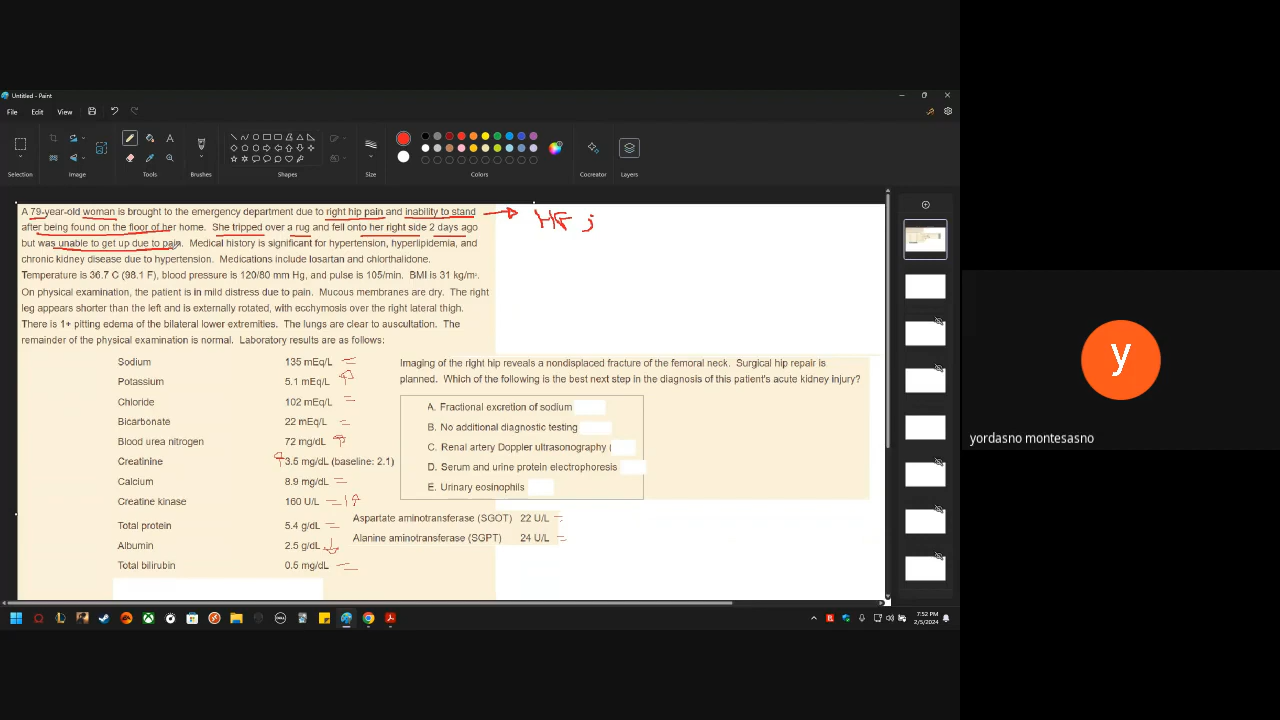 Untitled - Paint
File Edit View
Selection Image Tools Brushes Shapes Size Colors Cocreator Layers
A 79-year-old woman is brought to the emergency department due to right hip pain and inability to stand
HF
after being found on the floor of her home. She tripped over a rug and fell onto her right side 2 days ago
but was unable to get up due to pain. Medical history is significant for hypertension, hyperlipidemia, and
chronic kidney disease due to hypertension. Medications include losartan and chlorthalidone.
Temperature is 36.7 C (98.1 F), blood pressure is 120/80 mm Hg, and pulse is 105/min. BMI is 31 kg/m².
On physical examination, the patient is in mild distress due to pain. Mucous membranes are dry. The right
leg appears shorter than the left and is externally rotated, with ecchymosis over the right lateral thigh.
There is 1+ pitting edema of the bilateral lower extremities. The lungs are clear to auscultation. The
remainder of the physical examination is normal. Laboratory results are as follows:
Sodium 135 mEq/L =
Potassium 5.1 mEq/L ↑
Chloride 102 mEq/L =
Bicarbonate 22 mEq/L =
Blood urea nitrogen 72 mg/dL ↑
Creatinine ↑ 3.5 mg/dL (baseline: 2.1)
Calcium 8.9 mg/dL =
Creatine kinase 160 U/L = 1↑
Total protein 5.4 g/dL =
Albumin 2.5 g/dL ↓
Total bilirubin 0.5 mg/dL =
Imaging of the right hip reveals a nondisplaced fracture of the femoral neck. Surgical hip repair is
planned. Which of the following is the best next step in the diagnosis of this patient's acute kidney injury?
A. Fractional excretion of sodium
B. No additional diagnostic testing
C. Renal artery Doppler ultrasonography (
D. Serum and urine protein electrophoresis
E. Urinary eosinophils
Aspartate aminotransferase (SGOT) 22 U/L =
Alanine aminotransferase (SGPT) 24 U/L =
y
yordasno montesasno
7:52 PM
2/5/2024